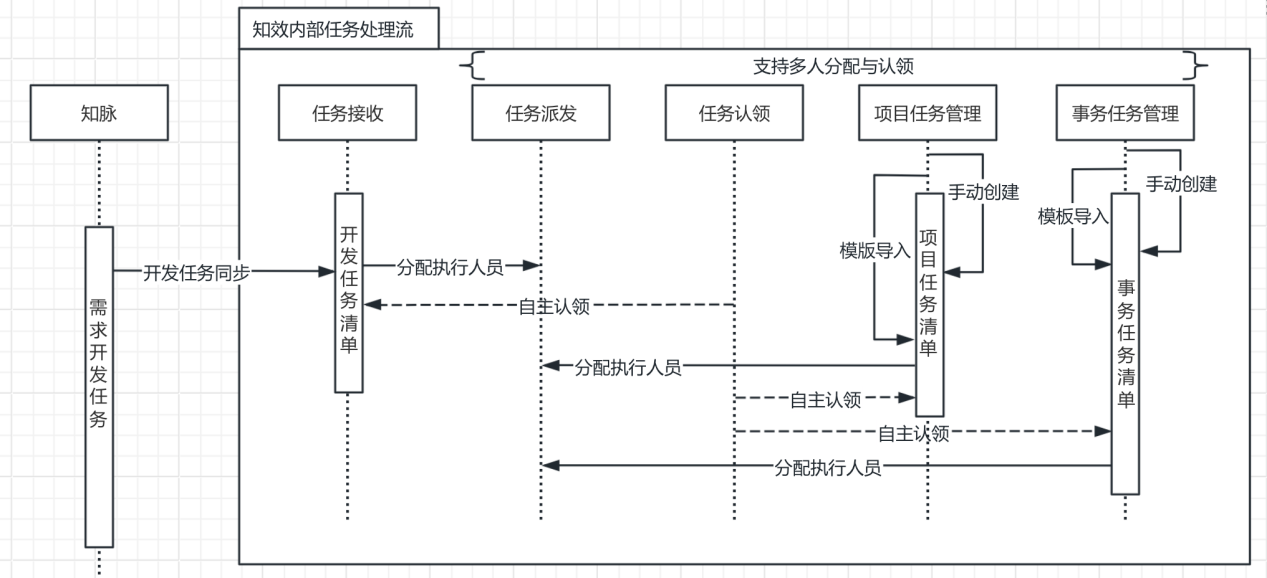 知效内部任务处理流
支持多人分配与认领
知脉
任务接收
任务派发
任务认领
项目任务管理
事务任务管理
手动创建
手动创建
模板导入
模版导入
开发任务清单
项目任务清单
事务任务清单
需求开发任务
开发任务同步
分配执行人员
自主认领
分配执行人员
自主认领
自主认领
分配执行人员